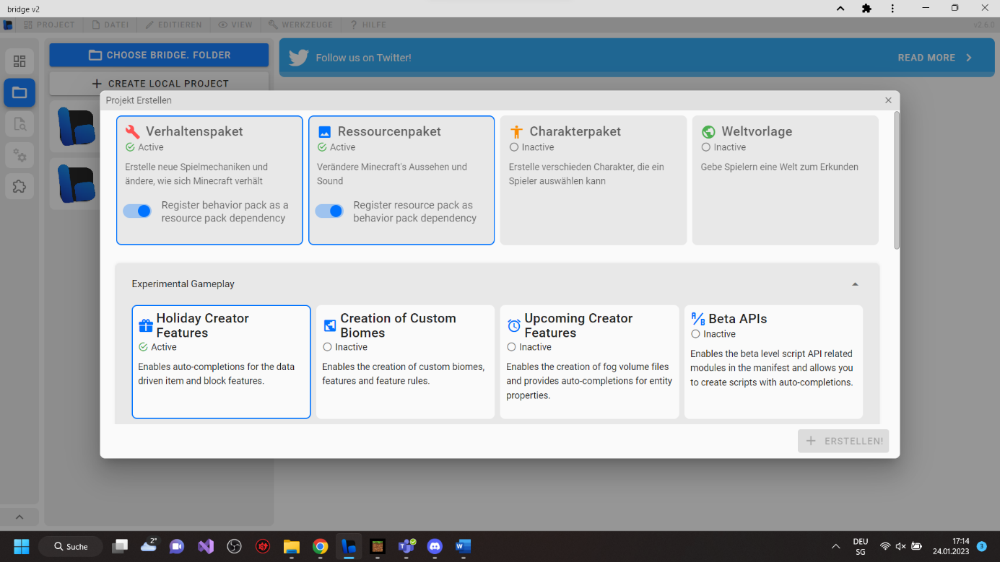 bridge v2
PROJECT DATEI EDITIEREN VIEW WERKZEUGE ? HILFE v2.6.0
CHOOSE BRIDGE. FOLDER
CREATE LOCAL PROJECT
Follow us on Twitter! READ MORE
Projekt Erstellen
Verhaltenspaket
Active
Erstelle neue Spielmechaniken und
ändere, wie sich Minecraft verhält
Register behavior pack as a
resource pack dependency
Ressourcenpaket
Active
Verändere Minecraft's Aussehen und
Sound
Register resource pack as
behavior pack dependency
Charakterpaket
Inactive
Erstelle verschieden Charakter, die ein
Spieler auswählen kann
Weltvorlage
Inactive
Gebe Spielern eine Welt zum Erkunden
Experimental Gameplay
Holiday Creator
Features
Active
Enables auto-completions for the data
driven item and block features.
Creation of Custom
Biomes
Inactive
Enables the creation of custom biomes,
features and feature rules.
Upcoming Creator
Features
Inactive
Enables the creation of fog volume files
and provides auto-completions for entity
properties.
A/B Beta APIs
Inactive
Enables the beta level script API related
modules in the manifest and allows you
to create scripts with auto-completions.
+ ERSTELLEN!
Suche
2°
DEU
SG
17:14
24.01.2023
3